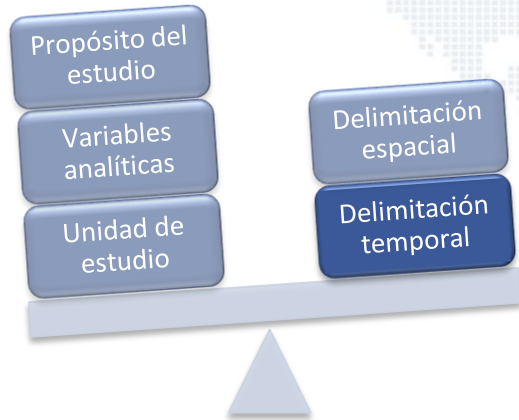 Propósito del
estudio
Variables
analíticas
Unidad de
estudio
Delimitación
espacial
Delimitación
temporal